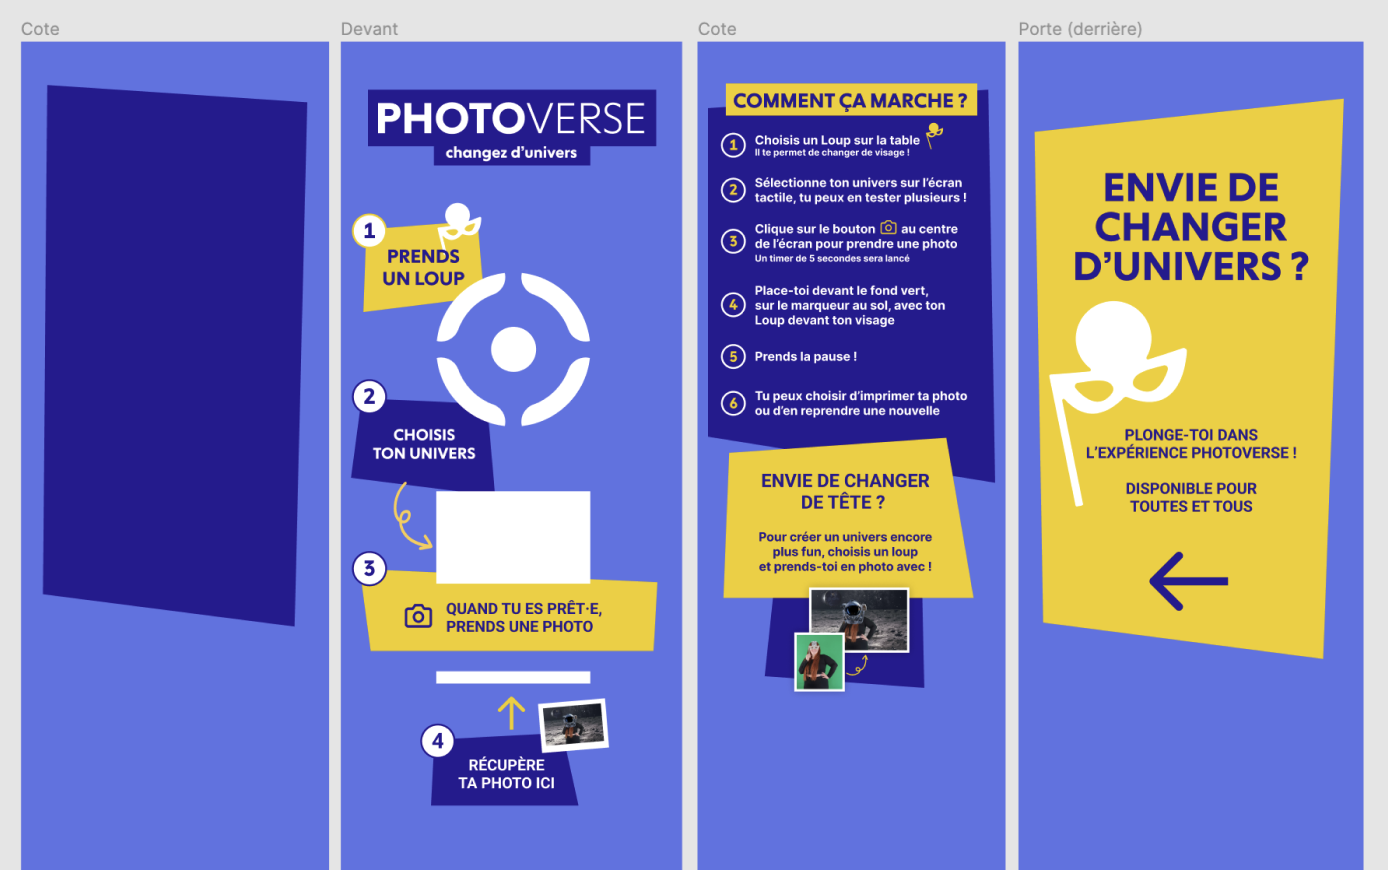 Cote
Devant
PHOTOVERSE
changez d'univers
1
PRENDS
UN LOUP
2
CHOISIS
TON UNIVERS
3
QUAND TU ES PRÊT·E,
PRENDS UNE PHOTO
4
RÉCUPÈRE
TA PHOTO ICI
Cote
COMMENT ÇA MARCHE ?
1 Choisis un Loup sur la table
Il te permet de changer de visage !
2 Sélectionne ton univers sur l'écran
tactile, tu peux en tester plusieurs !
3 Clique sur le bouton au centre
de l'écran pour prendre une photo
Un timer de 5 secondes sera lancé
4 Place-toi devant le fond vert,
sur le marqueur au sol, avec ton
Loup devant ton visage
5 Prends la pause !
6 Tu peux choisir d'imprimer ta photo
ou d'en reprendre une nouvelle
ENVIE DE CHANGER
DE TÊTE ?
Pour créer un univers encore
plus fun, choisis un loup
et prends-toi en photo avec !
Porte (derrière)
ENVIE DE
CHANGER
D'UNIVERS ?
PLONGE-TOI DANS
L'EXPÉRIENCE PHOTOVERSE !
DISPONIBLE POUR
TOUTES ET TOUS